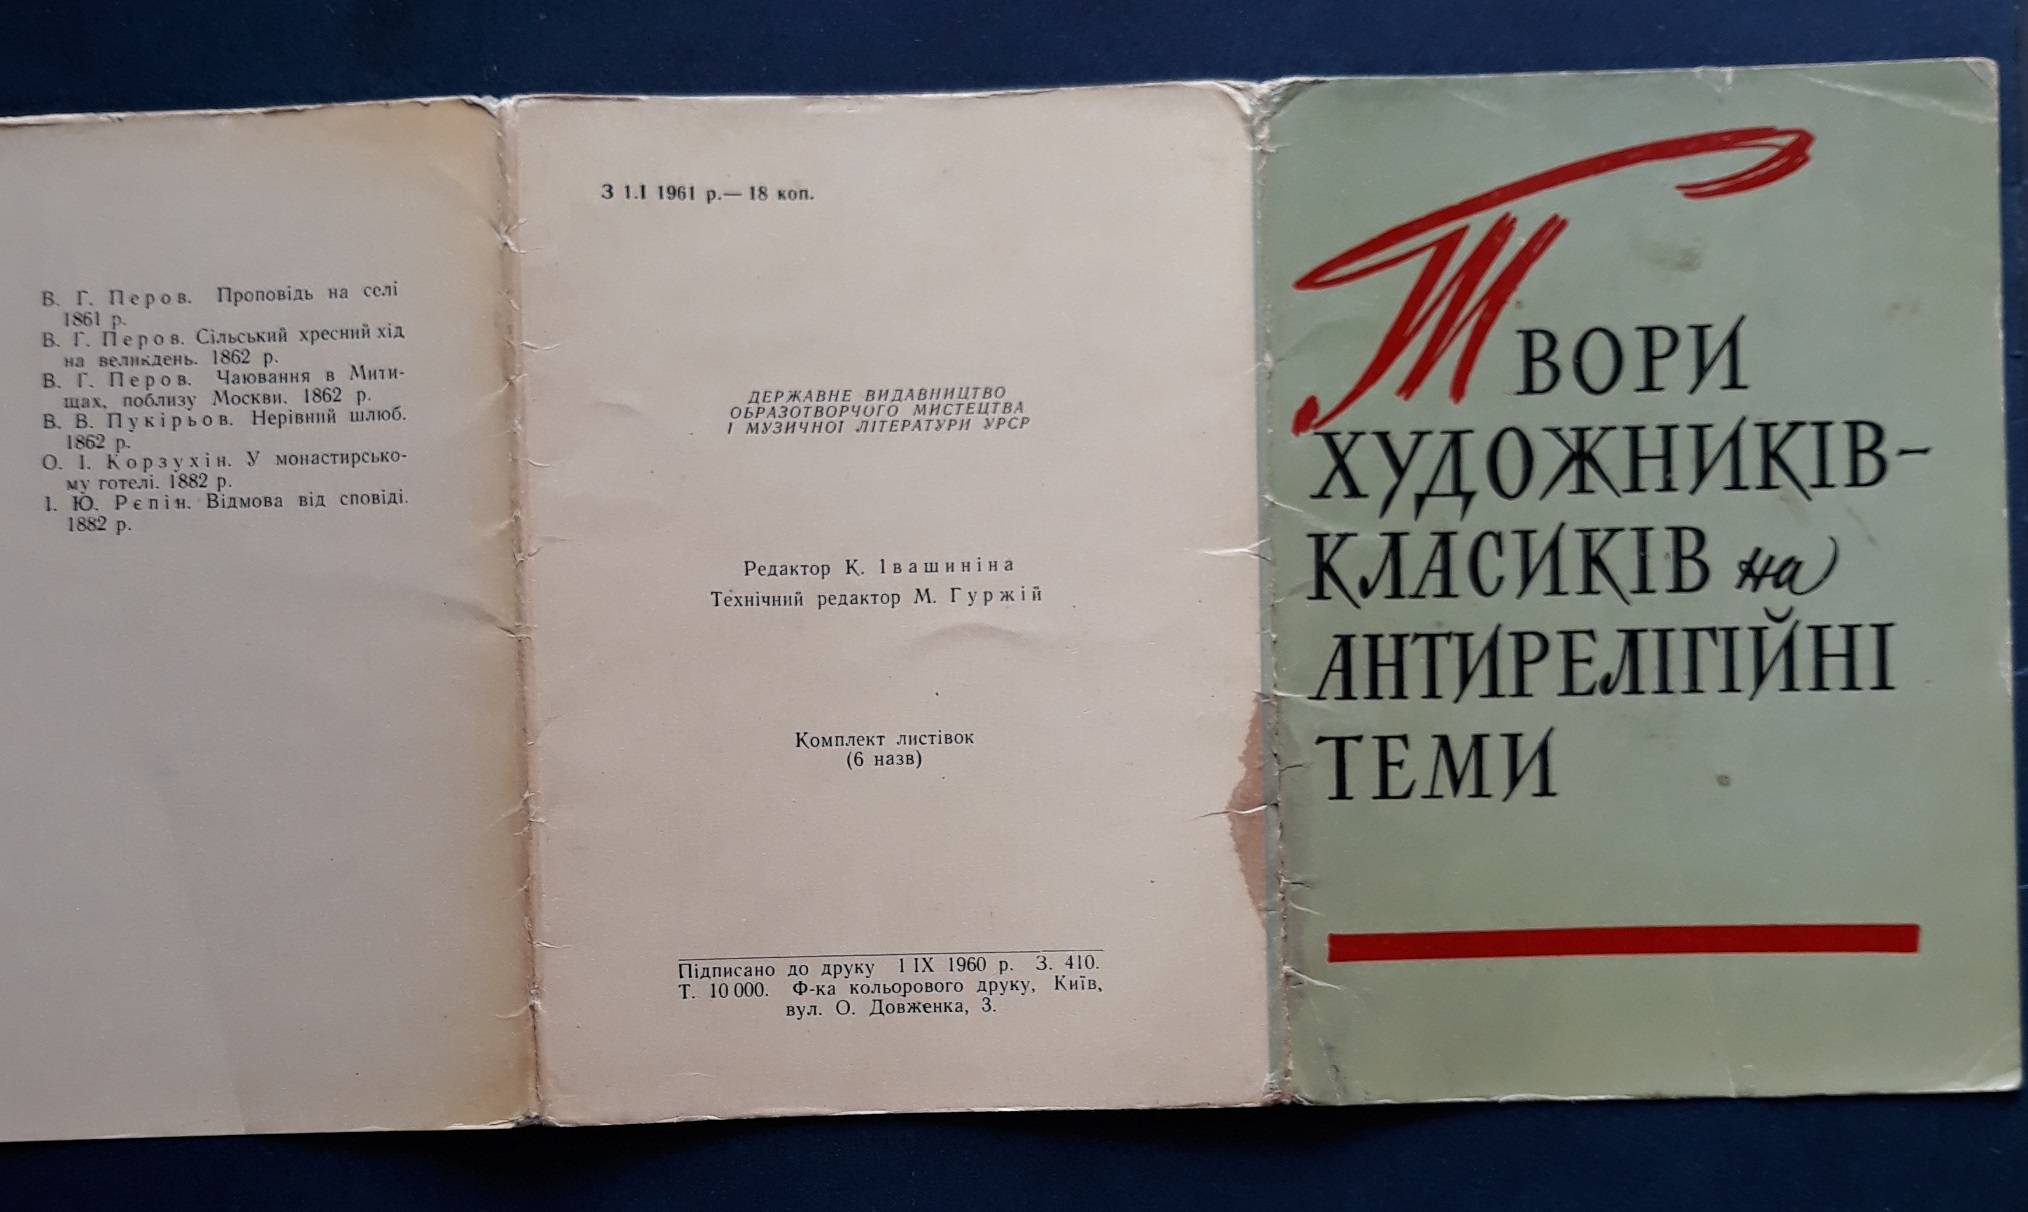 В. Г. Перов. Проповідь на селі
1861 р.
В. Г. Перов. Сільський хресний хід
на великдень. 1862 р.
В. Г. Перов. Чаювання в Мити-
щах, поблизу Москви. 1862 р.
В. В. Пукірьов. Нерівний шлюб.
1862 р.
О. І. Корзухін. У монастирсько-
му готелі. 1882 р.
І. Ю. Рєпін. Відмова від сповіді.
1882 р.
З 1.І 1961 р.— 18 коп.
ДЕРЖАВНЕ ВИДАВНИЦТВО
ОБРАЗОТВОРЧОГО МИСТЕЦТВА
І МУЗИЧНОЇ ЛІТЕРАТУРИ УРСР
Редактор К. Івашиніна
Технічний редактор М. Гуржій
Комплект листівок
(6 назв)
Підписано до друку 1 IX 1960 р. З. 410.
Т. 10 000. Ф-ка кольорового друку, Київ,
вул. О. Довженка, 3.
ТВОРИ
ХУДОЖНИКІВ-
КЛАСИКІВ на
АНТИРЕЛІГІЙНІ
ТЕМИ